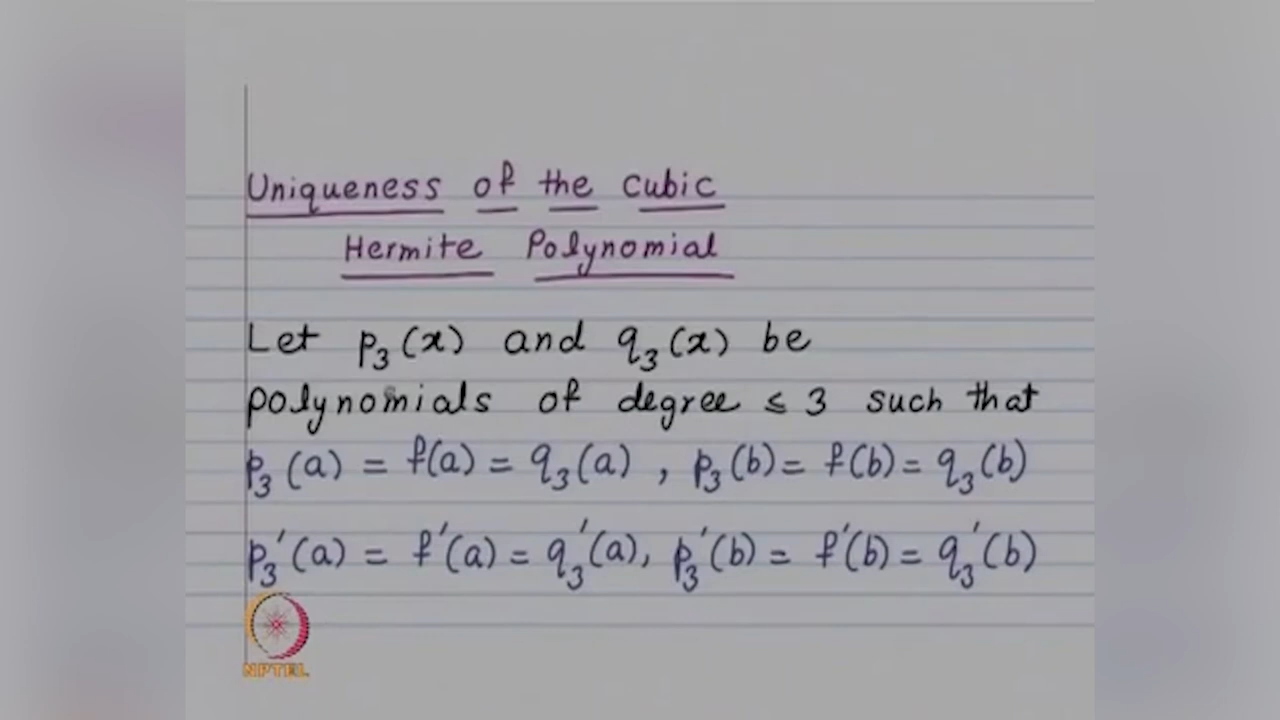 Uniqueness of the cubic
Hermite Polynomial
Let p₃(x) and q₃(x) be
polynomials of degree ≤ 3 such that
p₃(a) = f(a) = q₃(a), p₃(b) = f(b) = q₃(b)
p₃'(a) = f'(a) = q₃'(a), p₃'(b) = f'(b) = q₃'(b)
NPTEL